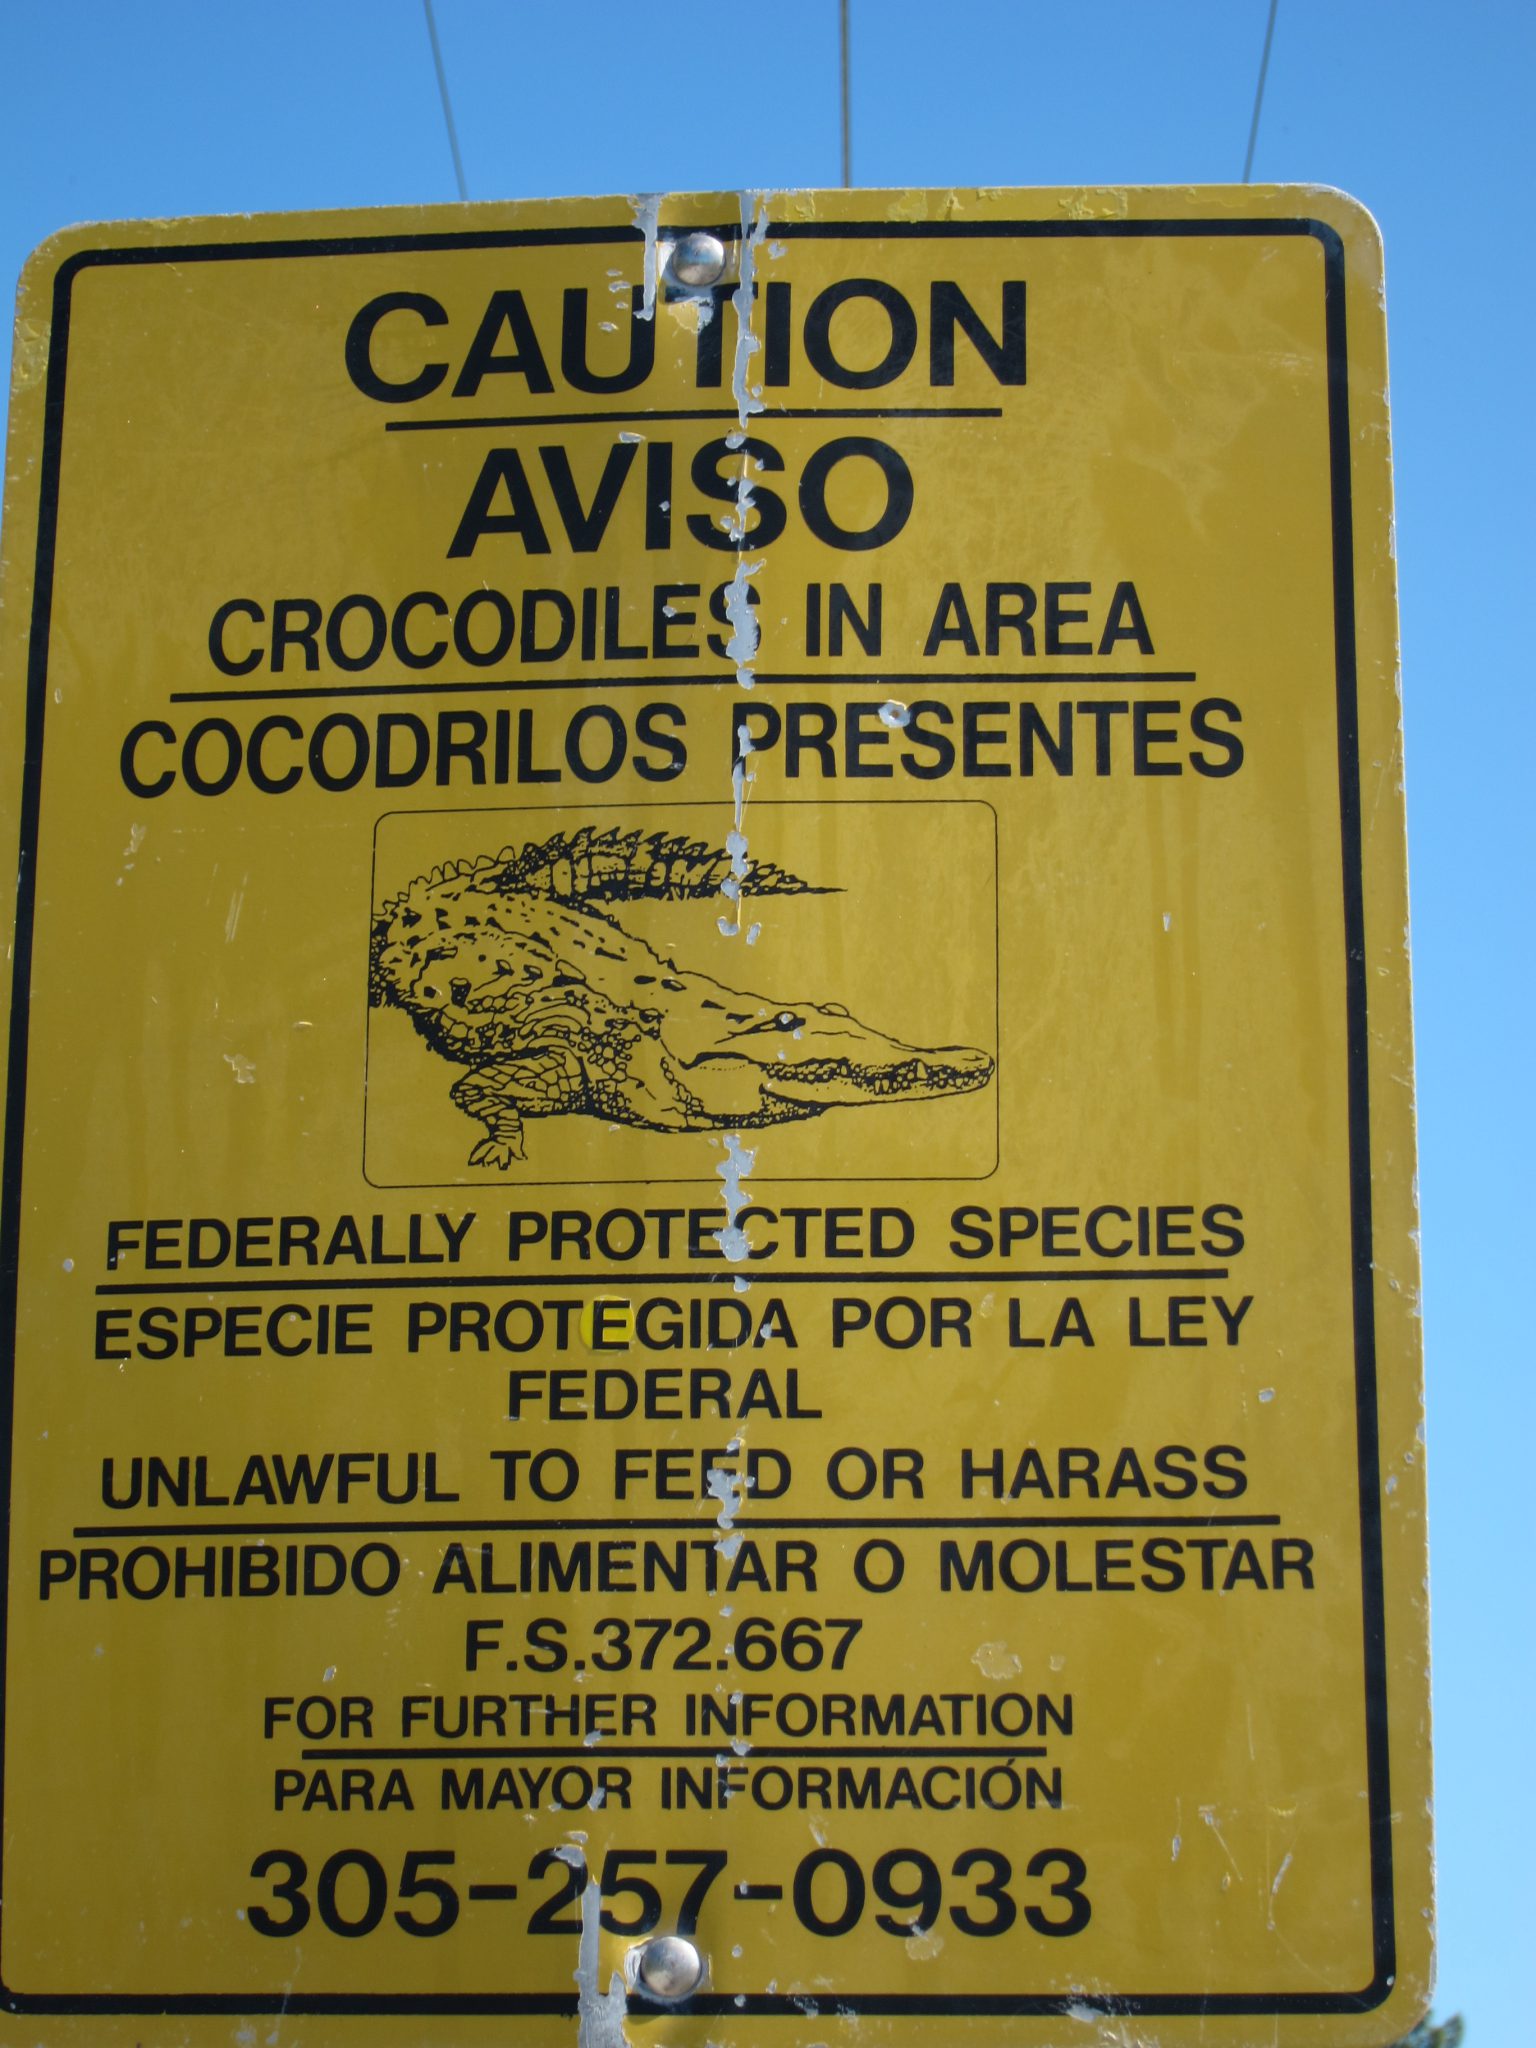 CAUTION
AVISO
CROCODILES IN AREA
COCODRILOS PRESENTES
FEDERALLY PROTECTED SPECIES
ESPECIE PROTEGIDA POR LA LEY
FEDERAL
UNLAWFUL TO FEED OR HARASS
PROHIBIDO ALIMENTAR O MOLESTAR
F.S.372.667
FOR FURTHER INFORMATION
PARA MAYOR INFORMACIÓN
305-257-0933